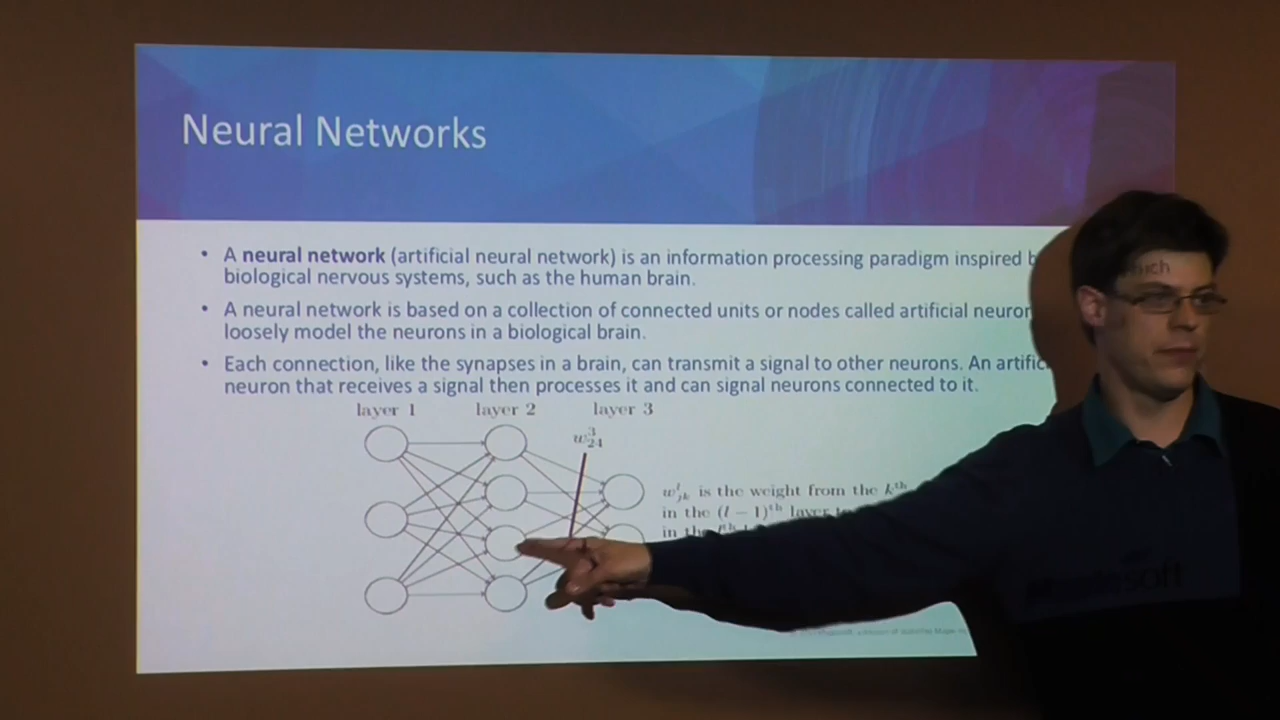 Neural Networks
• A neural network (artificial neural network) is an information processing paradigm inspired
biological nervous systems, such as the human brain.
• A neural network is based on a collection of connected units or nodes called artificial
which
loosely model the neurons in a biological brain.
• Each connection, like the synapses in a brain, can transmit a signal to other neurons. An
neuron that receives a signal then processes it and can signal neurons connected to it.
layer 1 layer 2 layer 3
w³₂₄
wˡⱼₖ is the weight from the kᵗʰ
in the (l − 1)ᵗʰ layer
in the lᵗʰ